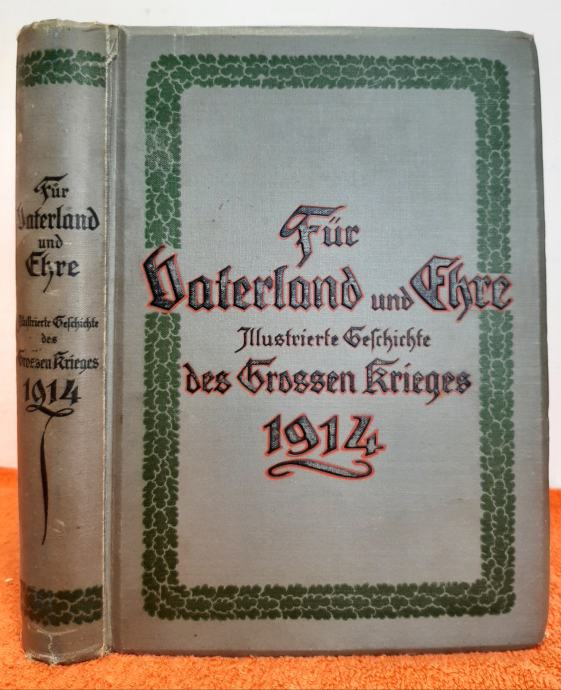 Für
Vaterland
und
Ehre
Illustrierte Geschichte
des
Grossen Krieges
1914
Für
Vaterland und Ehre
Illustrierte Geschichte
des Grossen Krieges
1914